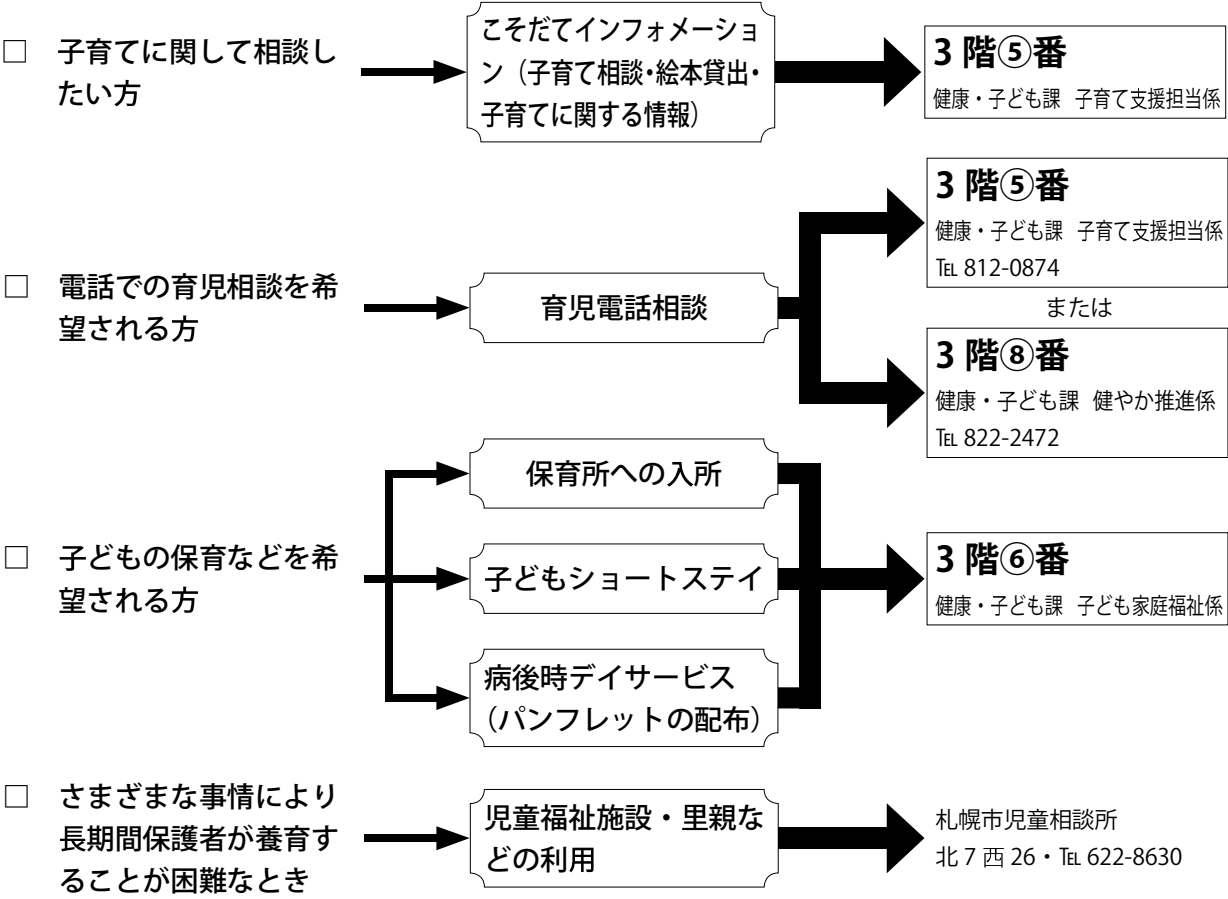 □ 子育てに関して相談し
たい方
こそだてインフォメーショ
ン（子育て相談・絵本貸出・
子育てに関する情報）
3 階⑤番
健康・子ども課 子育て支援担当係
□ 電話での育児相談を希
望される方
育児電話相談
3 階⑤番
健康・子ども課 子育て支援担当係
℡ 812-0874
または
3 階⑧番
健康・子ども課 健やか推進係
℡ 822-2472
□ 子どもの保育などを希
望される方
保育所への入所
子どもショートステイ
病後時デイサービス
（パンフレットの配布）
3 階⑥番
健康・子ども課 子ども家庭福祉係
□ さまざまな事情により
長期間保護者が養育す
ることが困難なとき
児童福祉施設・里親な
どの利用
札幌市児童相談所
北 7 西 26・℡ 622-8630